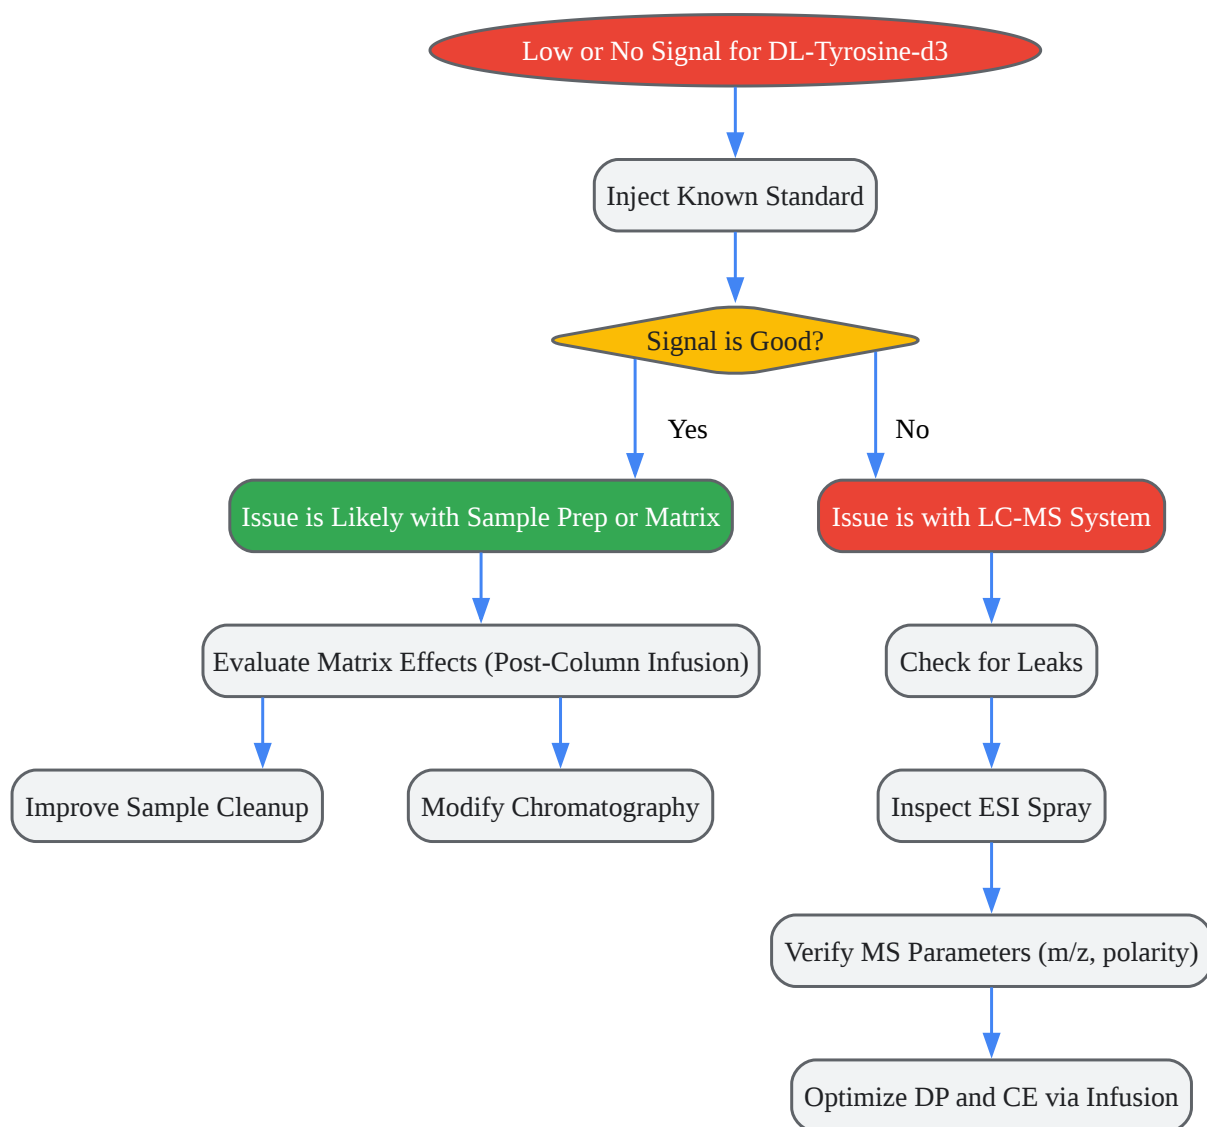 Low or No Signal for DL-Tyrosine-d3
Inject Known Standard
Signal is Good?
Yes
No
Issue is Likely with Sample Prep or Matrix
Issue is with LC-MS System
Evaluate Matrix Effects (Post-Column Infusion)
Check for Leaks
Improve Sample Cleanup
Modify Chromatography
Inspect ESI Spray
Verify MS Parameters (m/z, polarity)
Optimize DP and CE via Infusion